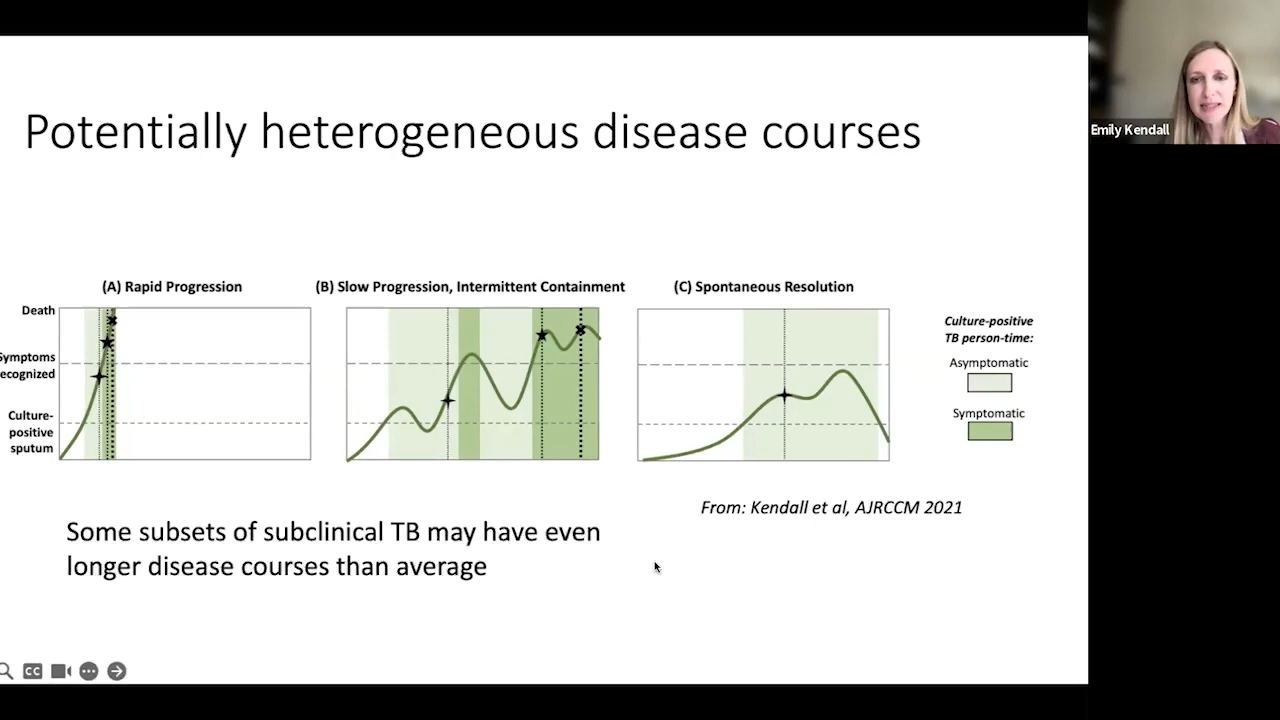 Potentially heterogeneous disease courses
Emily Kendall
(A) Rapid Progression
(B) Slow Progression, Intermittent Containment
(C) Spontaneous Resolution
Death
Symptoms
ecognized
Culture-
positive
sputum
Culture-positive
TB person-time:
Asymptomatic
Symptomatic
From: Kendall et al, AJRCCM 2021
Some subsets of subclinical TB may have even
longer disease courses than average
CC